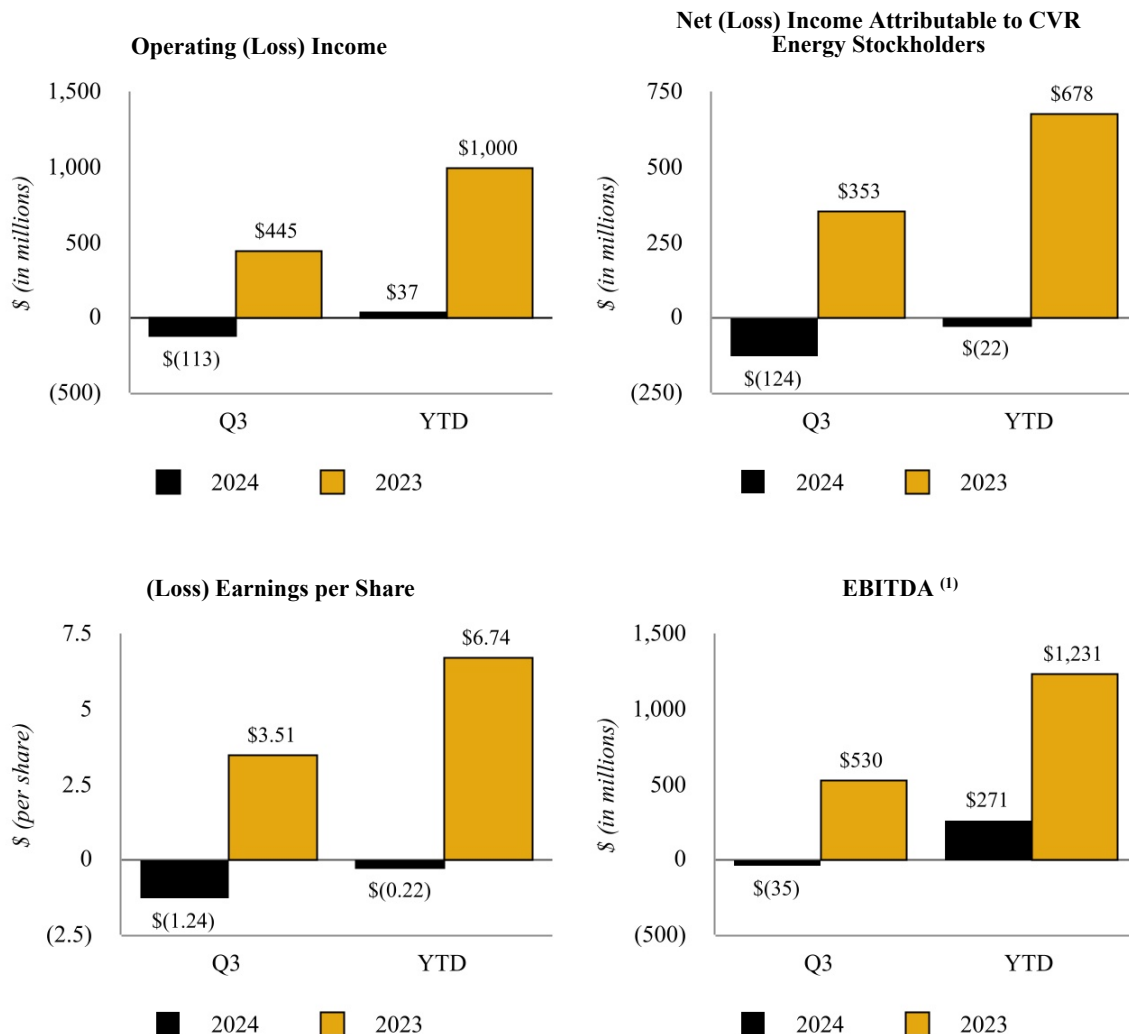 Operating (Loss) Income
$ (in millions)
1,500
1,000
500
0
(500)
$(113)
$445
$37
$1,000
Q3
YTD
2024
2023
Net (Loss) Income Attributable to CVR
Energy Stockholders
$ (in millions)
750
500
250
0
(250)
$(124)
$353
$(22)
$678
Q3
YTD
2024
2023
(Loss) Earnings per Share
$ (per share)
7.5
5
2.5
0
(2.5)
$(1.24)
$3.51
$(0.22)
$6.74
Q3
YTD
2024
2023
EBITDA (1)
$ (in millions)
1,500
1,000
500
0
(500)
$(35)
$530
$271
$1,231
Q3
YTD
2024
2023